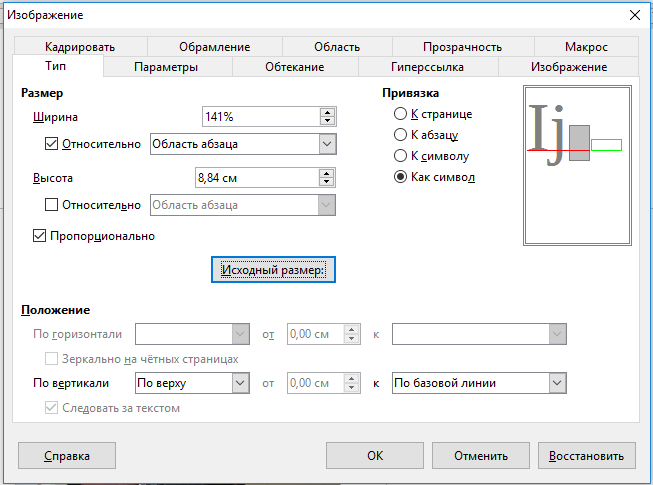 Изображение
Кадрировать Обрамление Область Прозрачность Макрос
Тип Параметры Обтекание Гиперссылка Изображение
Размер
Ширина 141%
Относительно Область абзаца
Высота 8,84 см
Относительно Область абзаца
Пропорционально
Исходный размер:
Привязка
К странице
К абзацу
К символу
Как символ
Ij
Положение
По горизонтали от 0,00 см к
Зеркально на чётных страницах
По вертикали По верху от 0,00 см к По базовой линии
Следовать за текстом
Справка ОК Отменить Восстановить